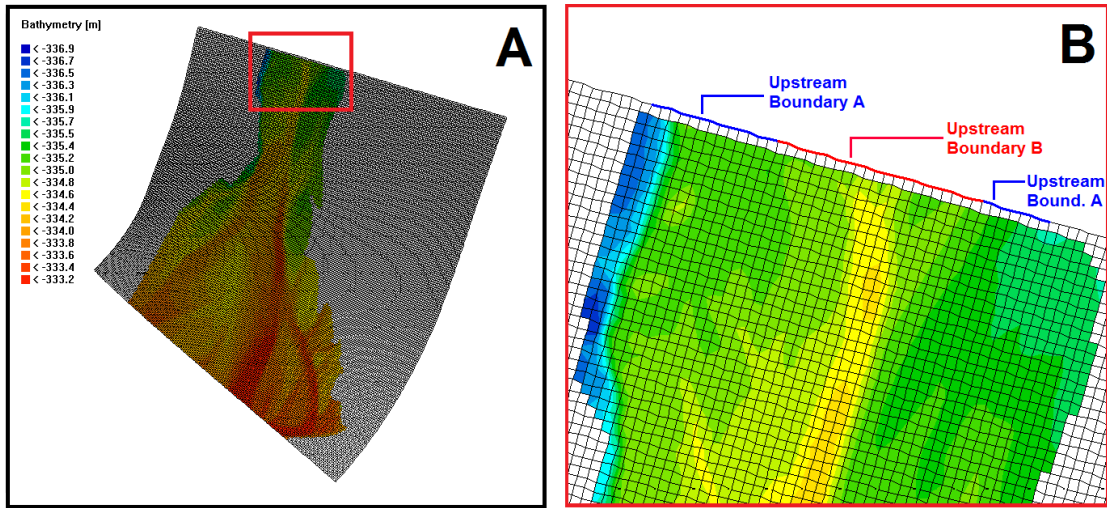 Bathymetry [m]
< -336.9
< -336.7
< -336.5
< -336.3
< -336.1
< -335.9
< -335.7
< -335.5
< -335.4
< -335.2
< -335.0
< -334.8
< -334.6
< -334.4
< -334.2
< -334.0
< -333.8
< -333.6
< -333.4
< -333.2
A
B
Upstream
Boundary A
Upstream
Boundary B
Upstream
Bound. A